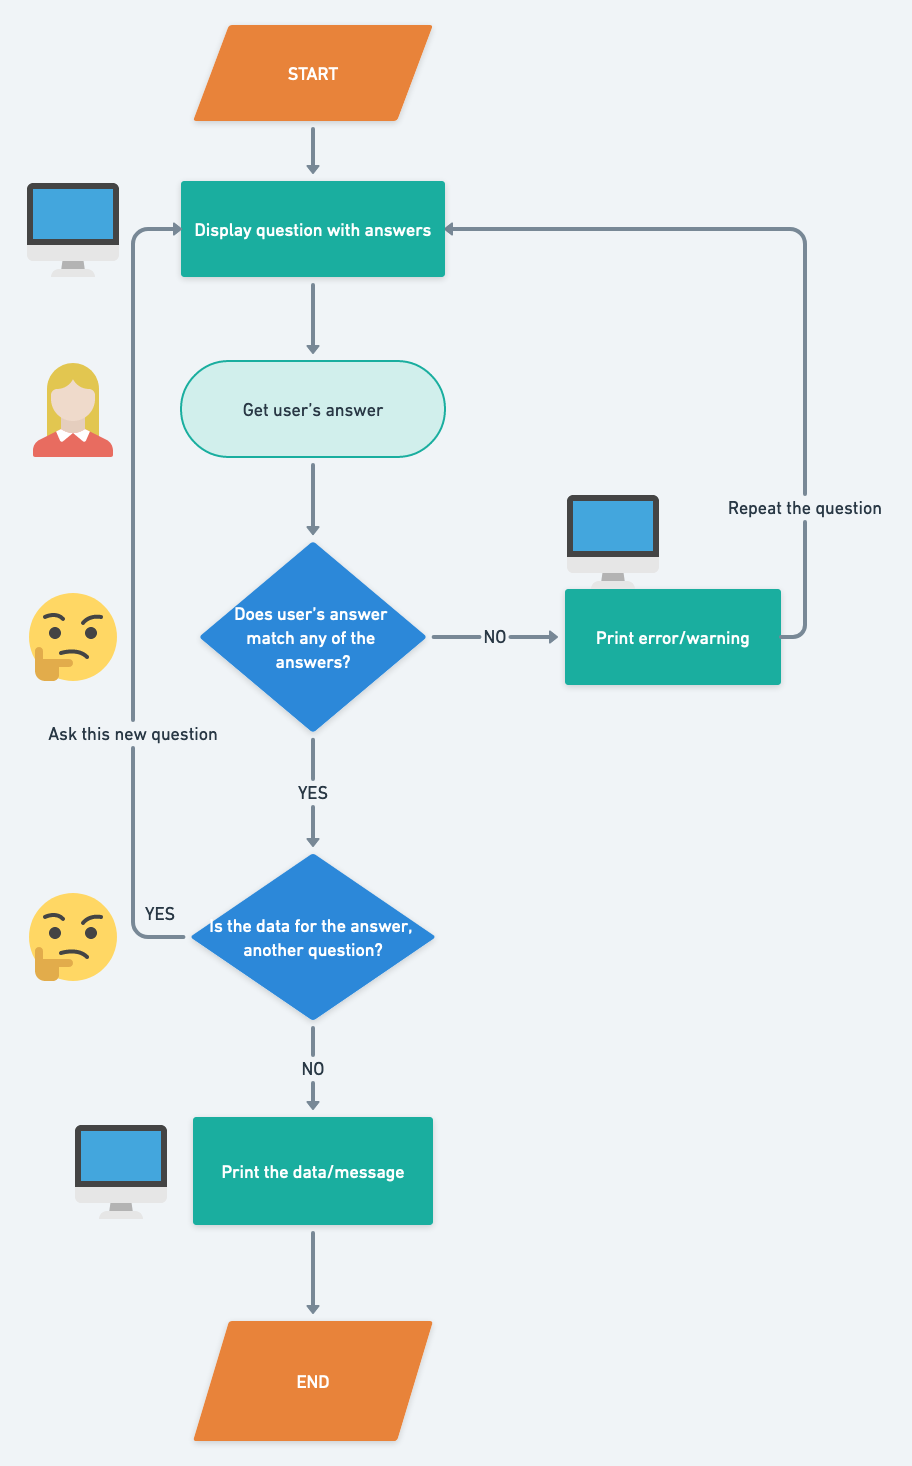 START
Display question with answers
Get user's answer
Repeat the question
Does user's answer
match any of the
answers?
NO
Print error/warning
Ask this new question
YES
YES
Is the data for the answer,
another question?
NO
Print the data/message
END